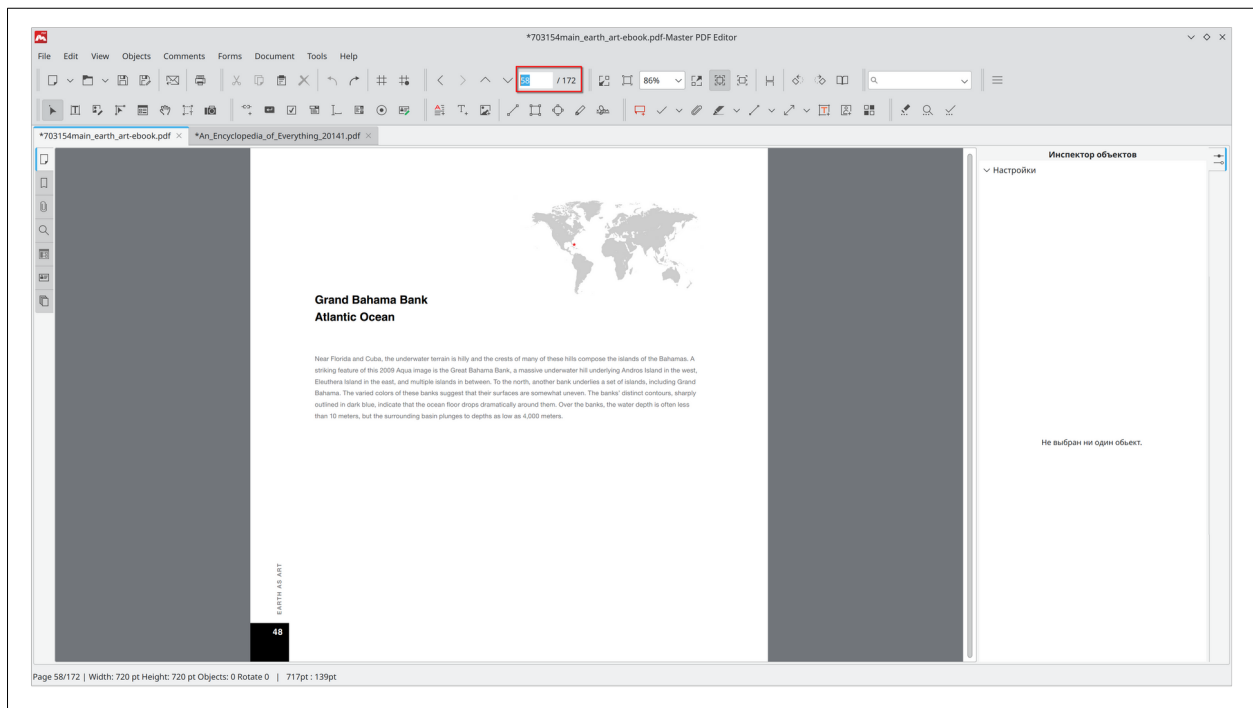 *703154main_earth_art-ebook.pdf-Master PDF Editor
File Edit View Objects Comments Forms Document Tools Help
58 / 172 86%
*703154main_earth_art-ebook.pdf *An_Encyclopedia_of_Everything_20141.pdf
Инспектор объектов
Настройки
Grand Bahama Bank
Atlantic Ocean
Near Florida and Cuba, the underwater terrain is hilly and the crests of many of these hills compose the islands of the Bahamas. A
striking feature of this 2009 Aqua image is the Great Bahama Bank, a massive underwater hill underlying Andros Island in the west,
Eleuthera Island in the east, and multiple islands in between. To the north, another bank underlies a set of islands, including Grand
Bahama. The varied colors of these banks suggest that their surfaces are somewhat uneven. The banks' distinct contours, sharply
outlined in dark blue, indicate that the ocean floor drops dramatically around them. Over the banks, the water depth is often less
than 10 meters, but the surrounding basin plunges to depths as low as 4,000 meters.
Не выбран ни один объект.
EARTH AS ART
48
Page 58/172 | Width: 720 pt Height: 720 pt Objects: 0 Rotate 0 | 717pt : 139pt